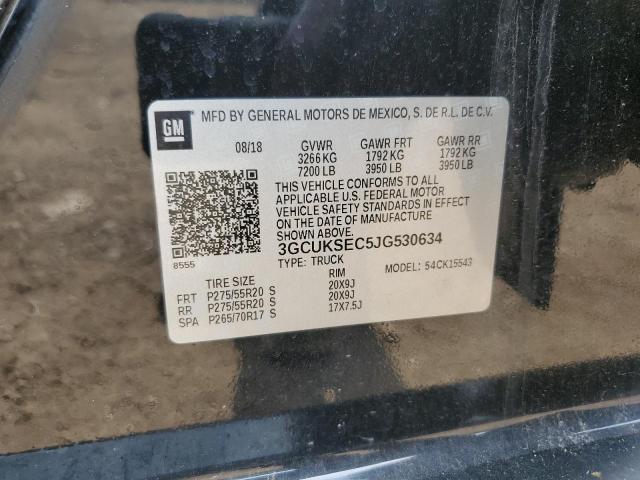 GM
MFD BY GENERAL MOTORS DE MEXICO, S. DE R.L. DE C.V.
08/18 GVWR GAWR FRT GAWR RR
3266 KG 1792 KG 1792 KG
7200 LB 3950 LB 3950 LB
THIS VEHICLE CONFORMS TO ALL
APPLICABLE U.S. FEDERAL MOTOR
VEHICLE SAFETY STANDARDS IN EFFECT
ON THE DATE OF MANUFACTURE
SHOWN ABOVE.
3GCUKSEC5JG530634
8555 TYPE: TRUCK MODEL: 54CK15543
TIRE SIZE RIM
FRT P275/55R20 S 20X9J
RR P275/55R20 S 20X9J
SPA P265/70R17 S 17X7.5J